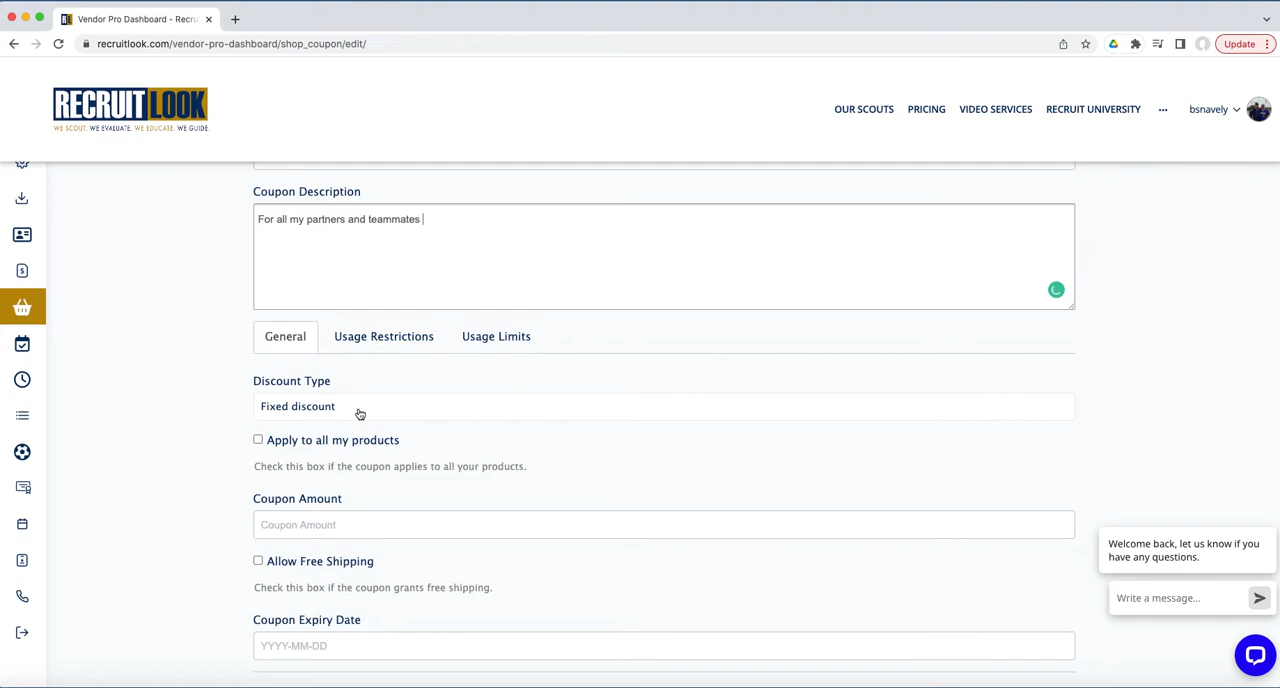 Vendor Pro Dashboard - Recru
recruitlook.com/vendor-pro-dashboard/shop_coupon/edit/
Update
RECRUITLOOK
WE SCOUT. WE EVALUATE. WE EDUCATE. WE GUIDE.
OUR SCOUTS PRICING VIDEO SERVICES RECRUIT UNIVERSITY ... bsnavely
Coupon Description
For all my partners and teammates
General Usage Restrictions Usage Limits
Discount Type
Fixed discount
Apply to all my products
Check this box if the coupon applies to all your products.
Coupon Amount
Coupon Amount
Allow Free Shipping
Check this box if the coupon grants free shipping.
Coupon Expiry Date
YYYY-MM-DD
Welcome back, let us know if you
have any questions.
Write a message...